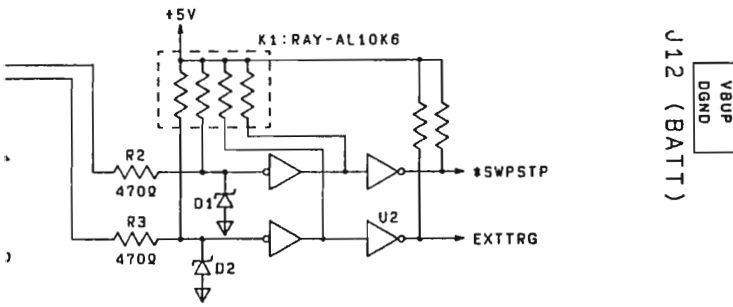 +5V
K1:RAY-AL10K6
R2
470Ω
D1
*SWPSTP
R3
470Ω
D2
U2
EXTTRG
J12 (BATT)
VBUP
DGND